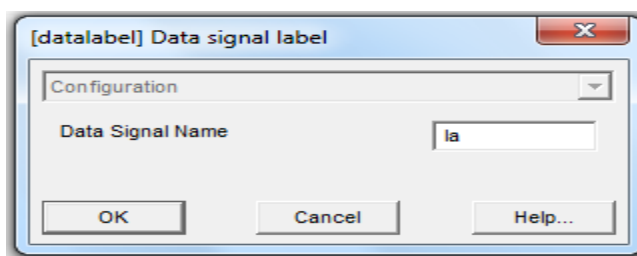 [datalabel] Data signal label
Configuration
Data Signal Name Ia
OK Cancel Help...